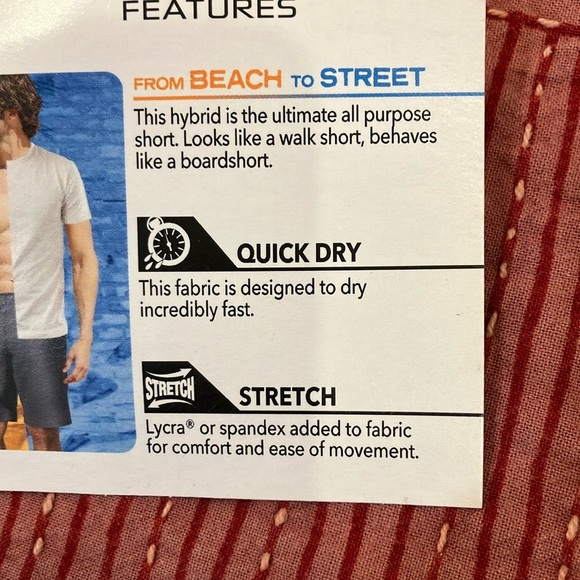 FEATURES
FROM BEACH TO STREET
This hybrid is the ultimate all purpose
short. Looks like a walk short, behaves
like a boardshort.
QUICK DRY
This fabric is designed to dry
incredibly fast.
STRETCH
STRETCH
Lycra® or spandex added to fabric
for comfort and ease of movement.